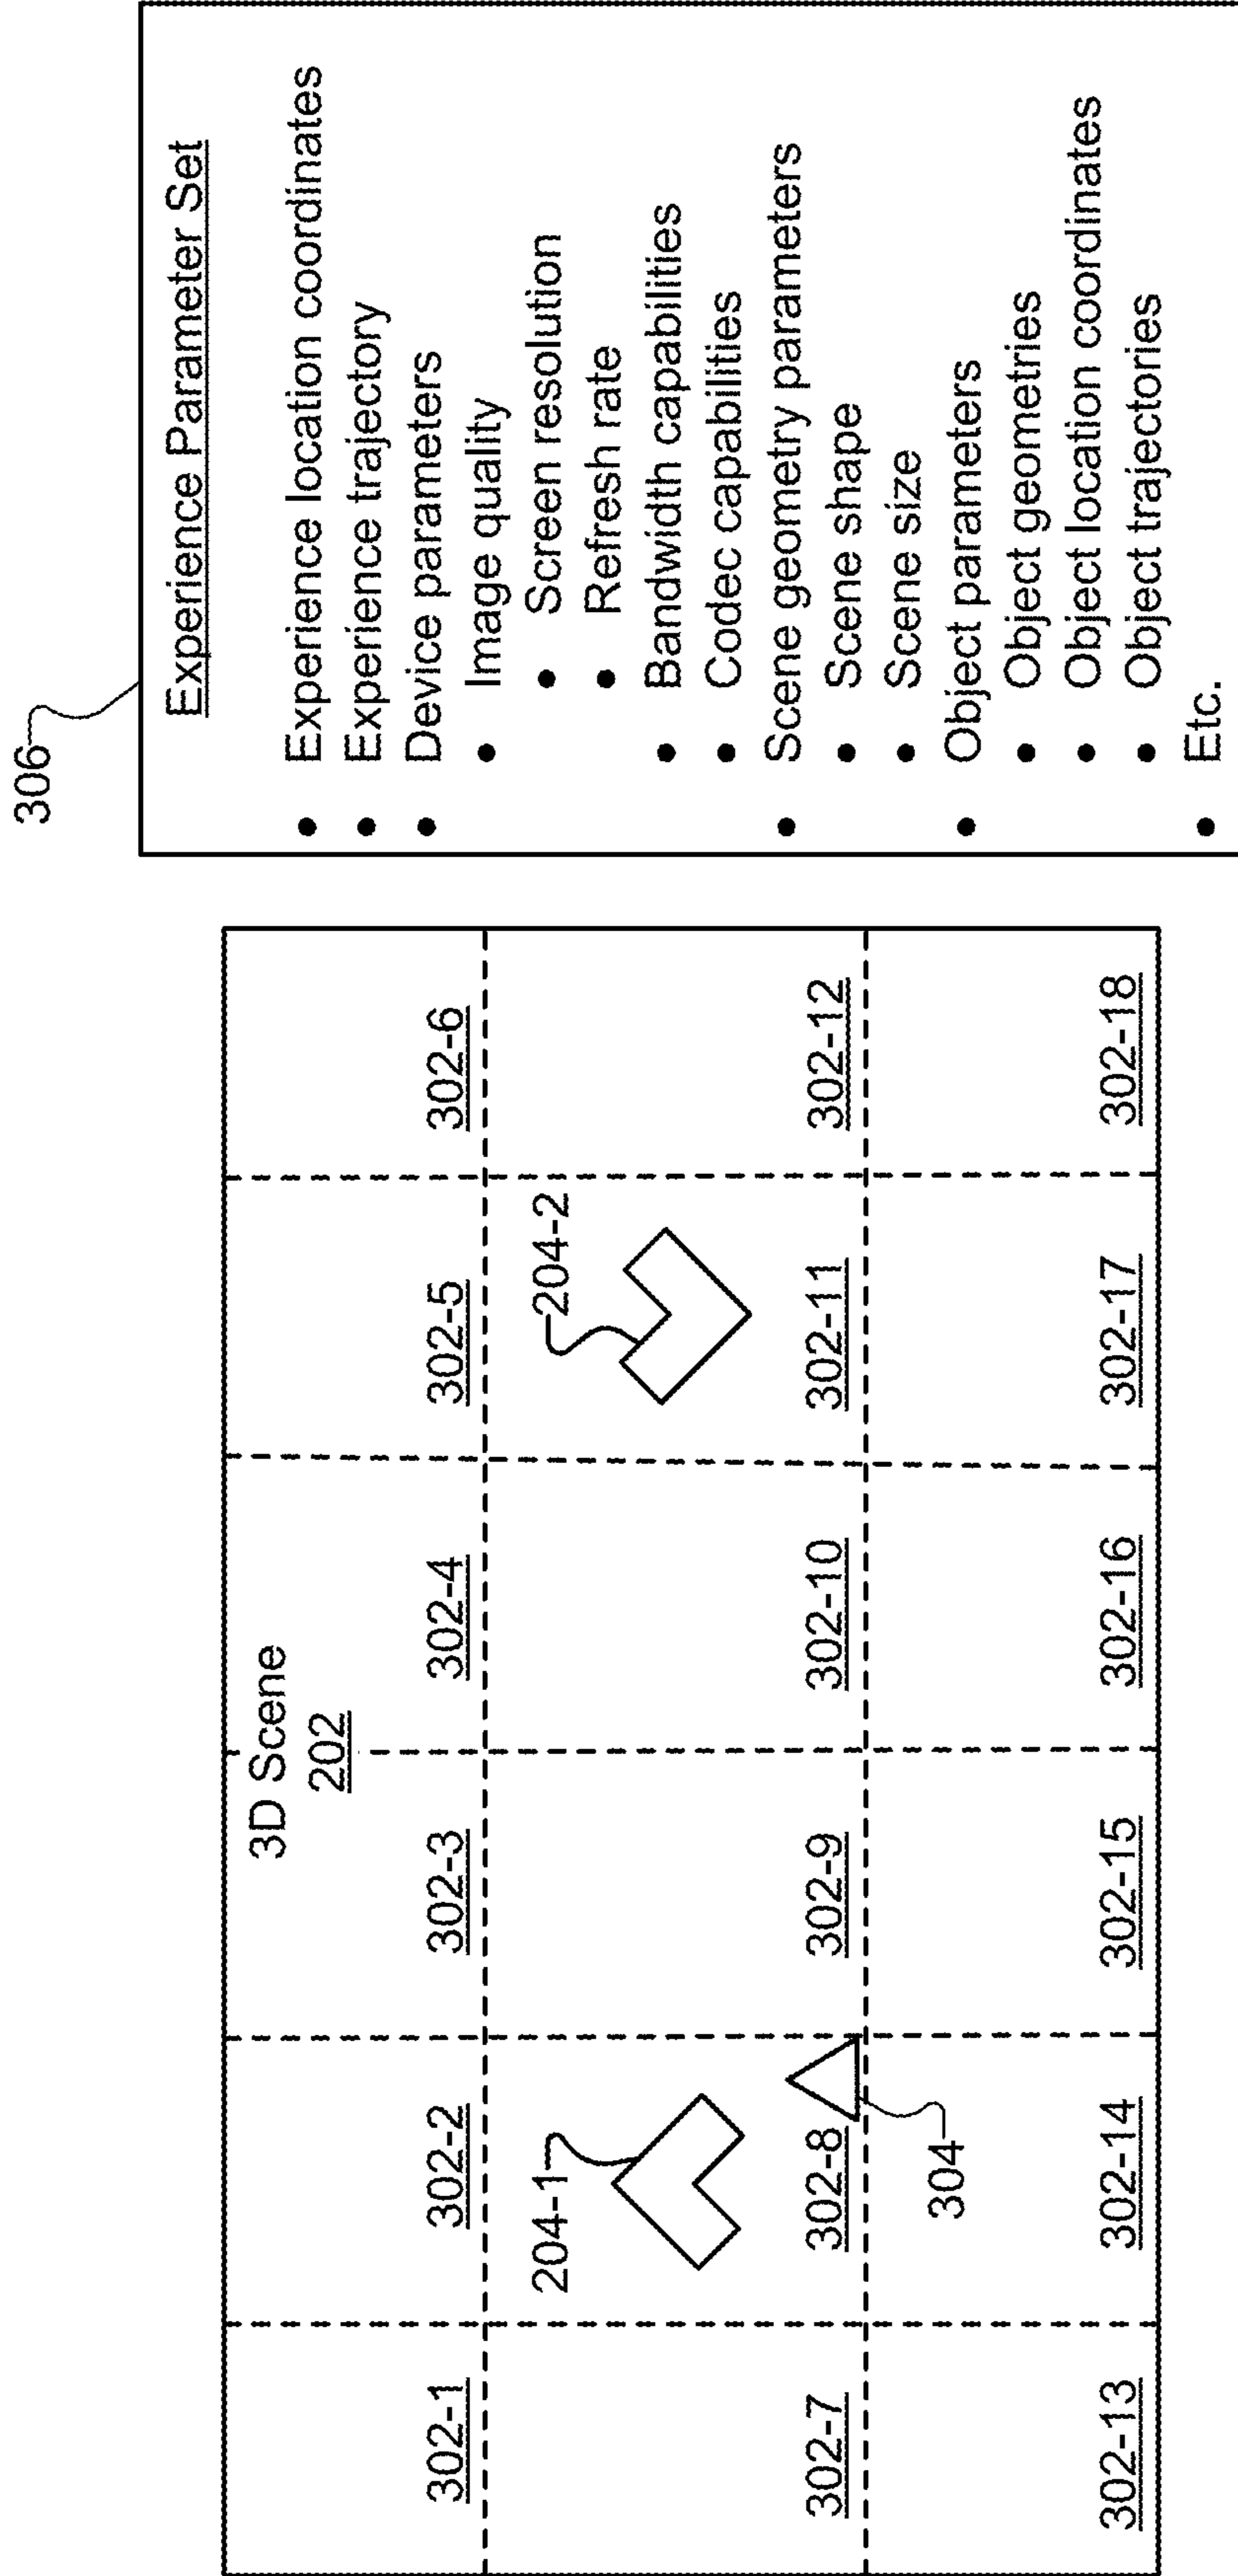 3D Scene
202
302-1
302-2
302-3
302-4
302-5
302-6
204-1
204-2
302-7
302-8
302-9
302-10
302-11
302-12
304
302-13
302-14
302-15
302-16
302-17
302-18
306
Experience Parameter Set
• Experience location coordinates
• Experience trajectory
• Device parameters
• Image quality
• Screen resolution
• Refresh rate
• Bandwidth capabilities
• Codec capabilities
• Scene geometry parameters
• Scene shape
• Scene size
• Object parameters
• Object geometries
• Object location coordinates
• Object trajectories
• Etc.